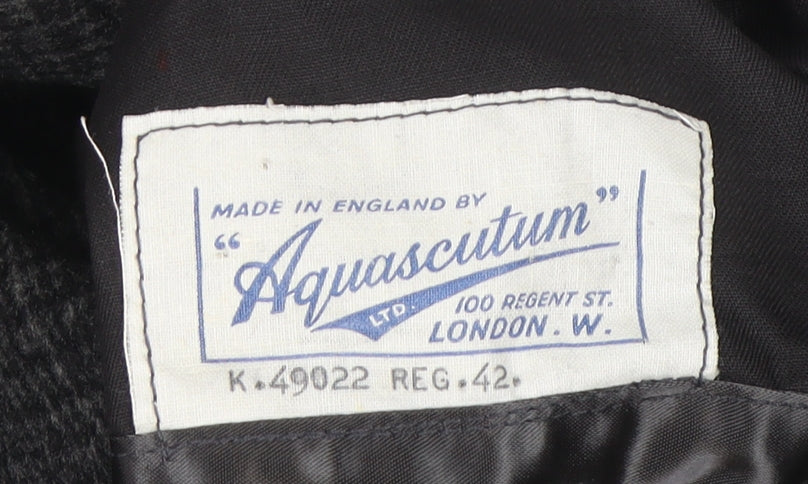 MADE IN ENGLAND BY
“Aquascutum”
LTD. 100 REGENT ST.
LONDON. W.
K.49022 REG.42.